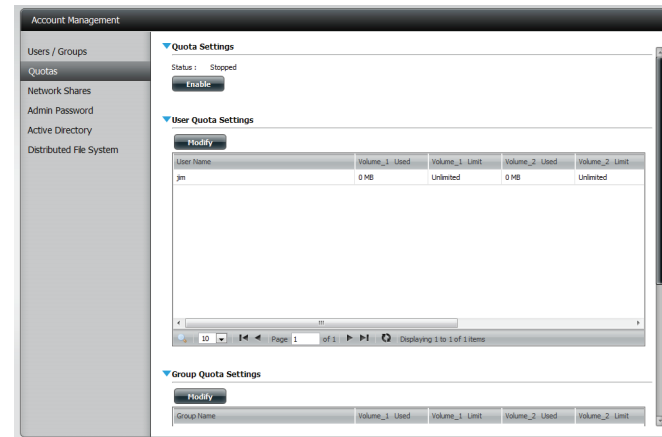 Account Management
Users / Groups
Quotas
Network Shares
Admin Password
Active Directory
Distributed File System
Quota Settings
Status : Stopped
Enable
User Quota Settings
Modify
User Name Volume_1 Used Volume_1 Limit Volume_2 Used Volume_2 Limit
jim 0 MB Unlimited 0 MB Unlimited
10 Page 1 of 1 Displaying 1 to 1 of 1 items
Group Quota Settings
Modify
Group Name Volume_1 Used Volume_1 Limit Volume_2 Used Volume_2 Limit